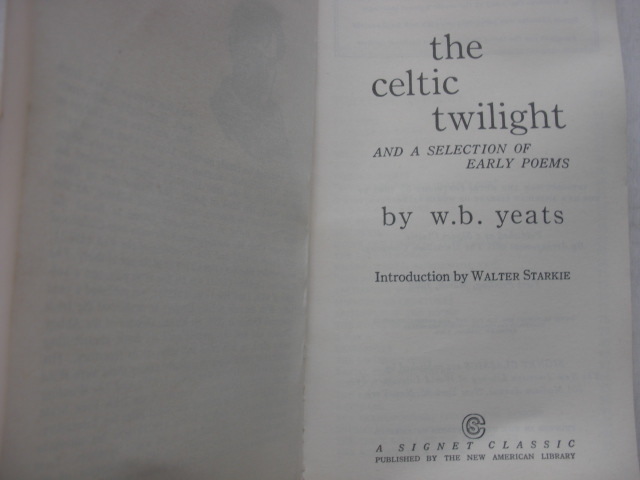 the
celtic
twilight
AND A SELECTION OF
EARLY POEMS
by w.b. yeats
Introduction by WALTER STARKIE
A SIGNET CLASSIC
PUBLISHED BY THE NEW AMERICAN LIBRARY